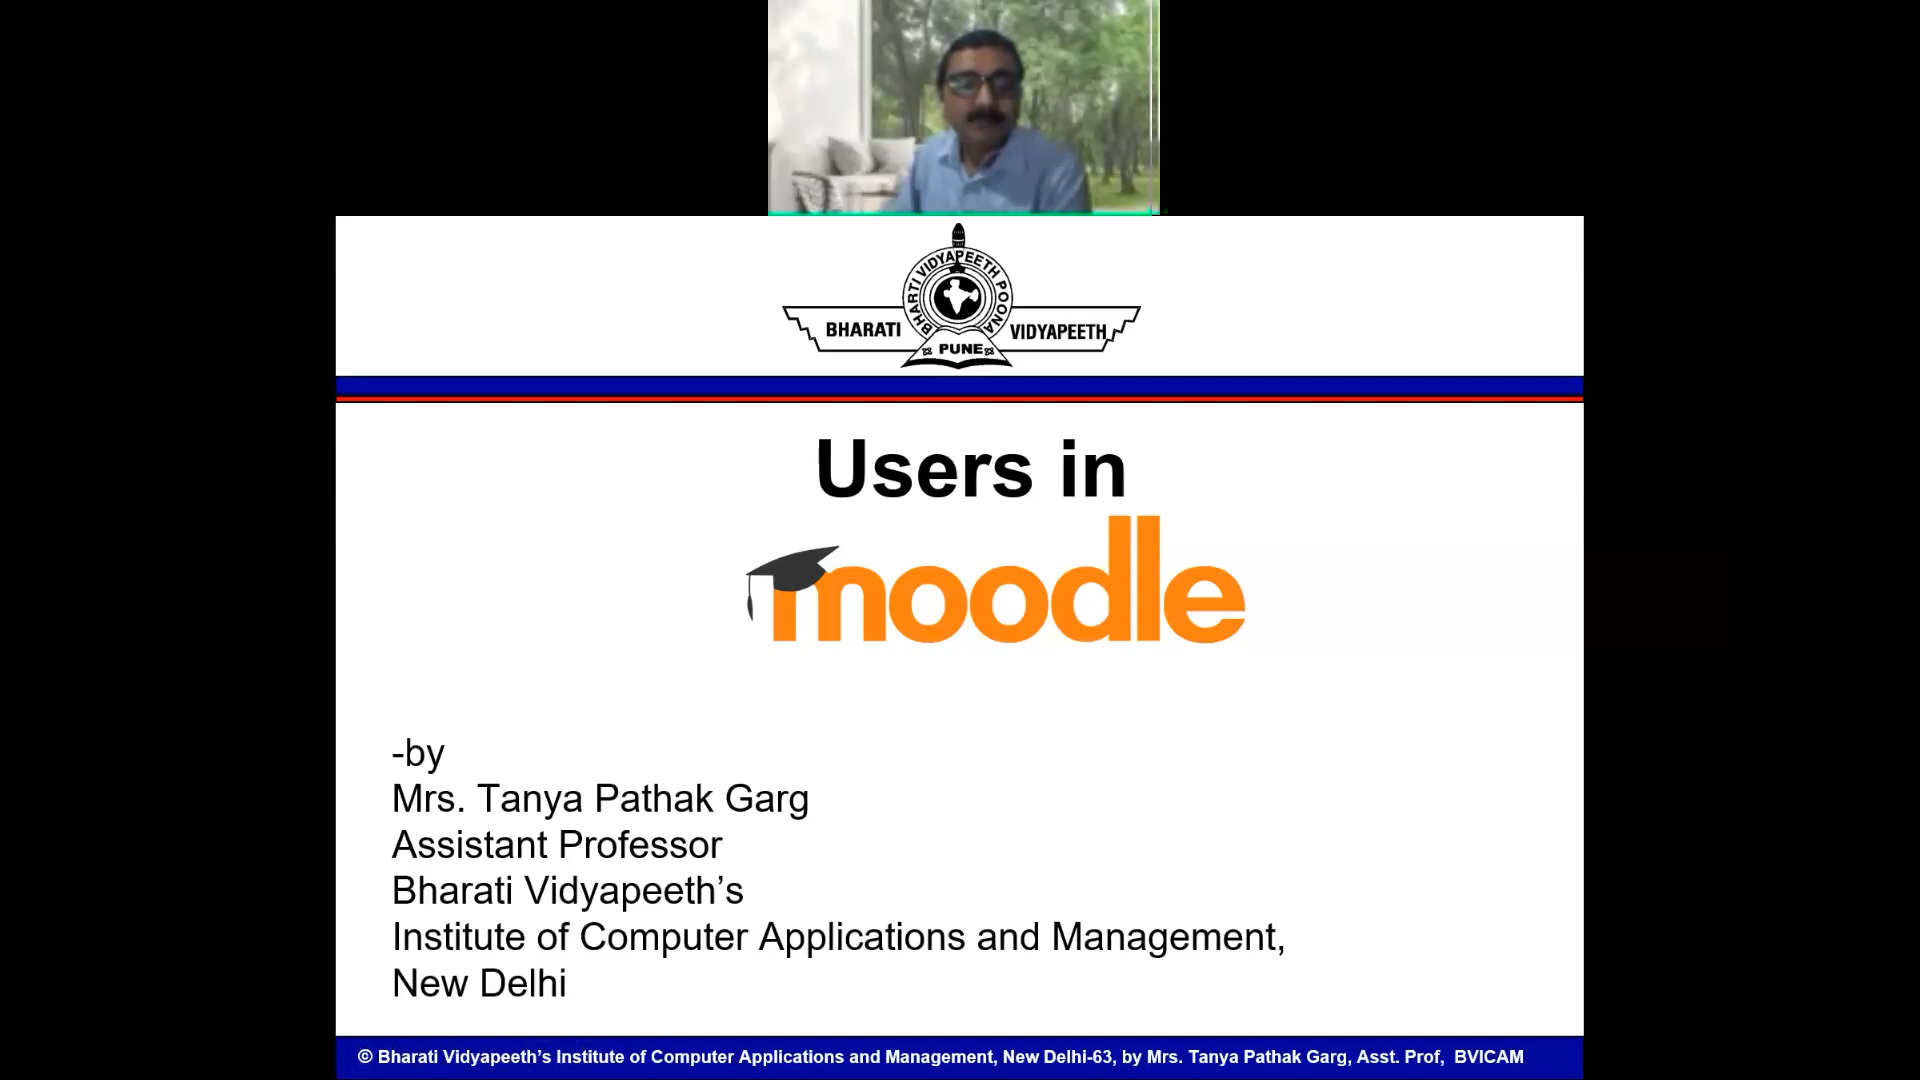 BHARTI VIDYAPEETH POONA
BHARATI VIDYAPEETH
PUNE
Users in
moodle
-by
Mrs. Tanya Pathak Garg
Assistant Professor
Bharati Vidyapeeth’s
Institute of Computer Applications and Management,
New Delhi
© Bharati Vidyapeeth’s Institute of Computer Applications and Management, New Delhi-63, by Mrs. Tanya Pathak Garg, Asst. Prof, BVICAM